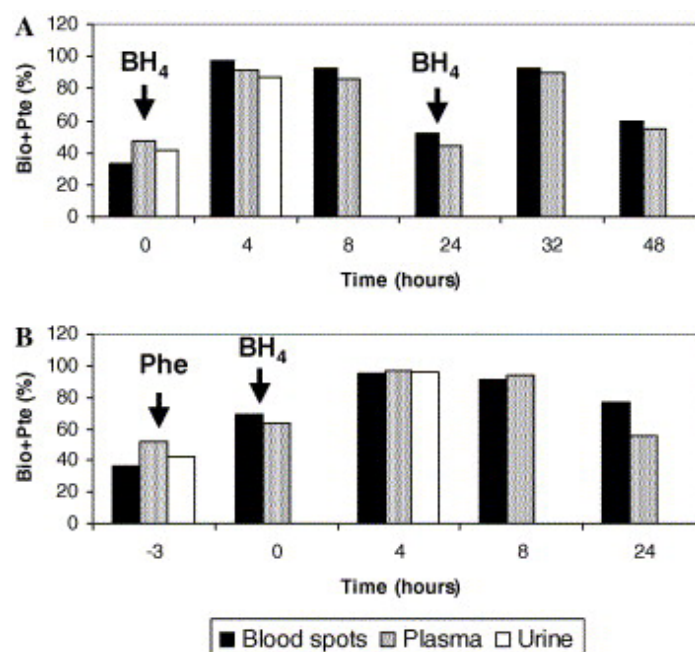 A
120
100
80
60
40
20
0
Bio+Pte (%)
BH4
BH4
0 4 8 24 32 48
Time (hours)
B
120
100
80
60
40
20
0
Bio+Pte (%)
Phe
BH4
-3 0 4 8 24
Time (hours)
Blood spots Plasma Urine